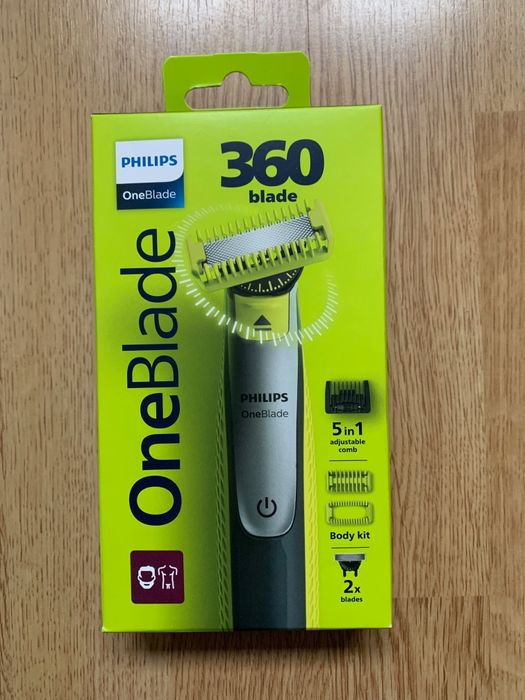 PHILIPS
OneBlade
360
blade
OneBlade
PHILIPS
OneBlade
5 in 1
adjustable
comb
Body kit
2x
blades